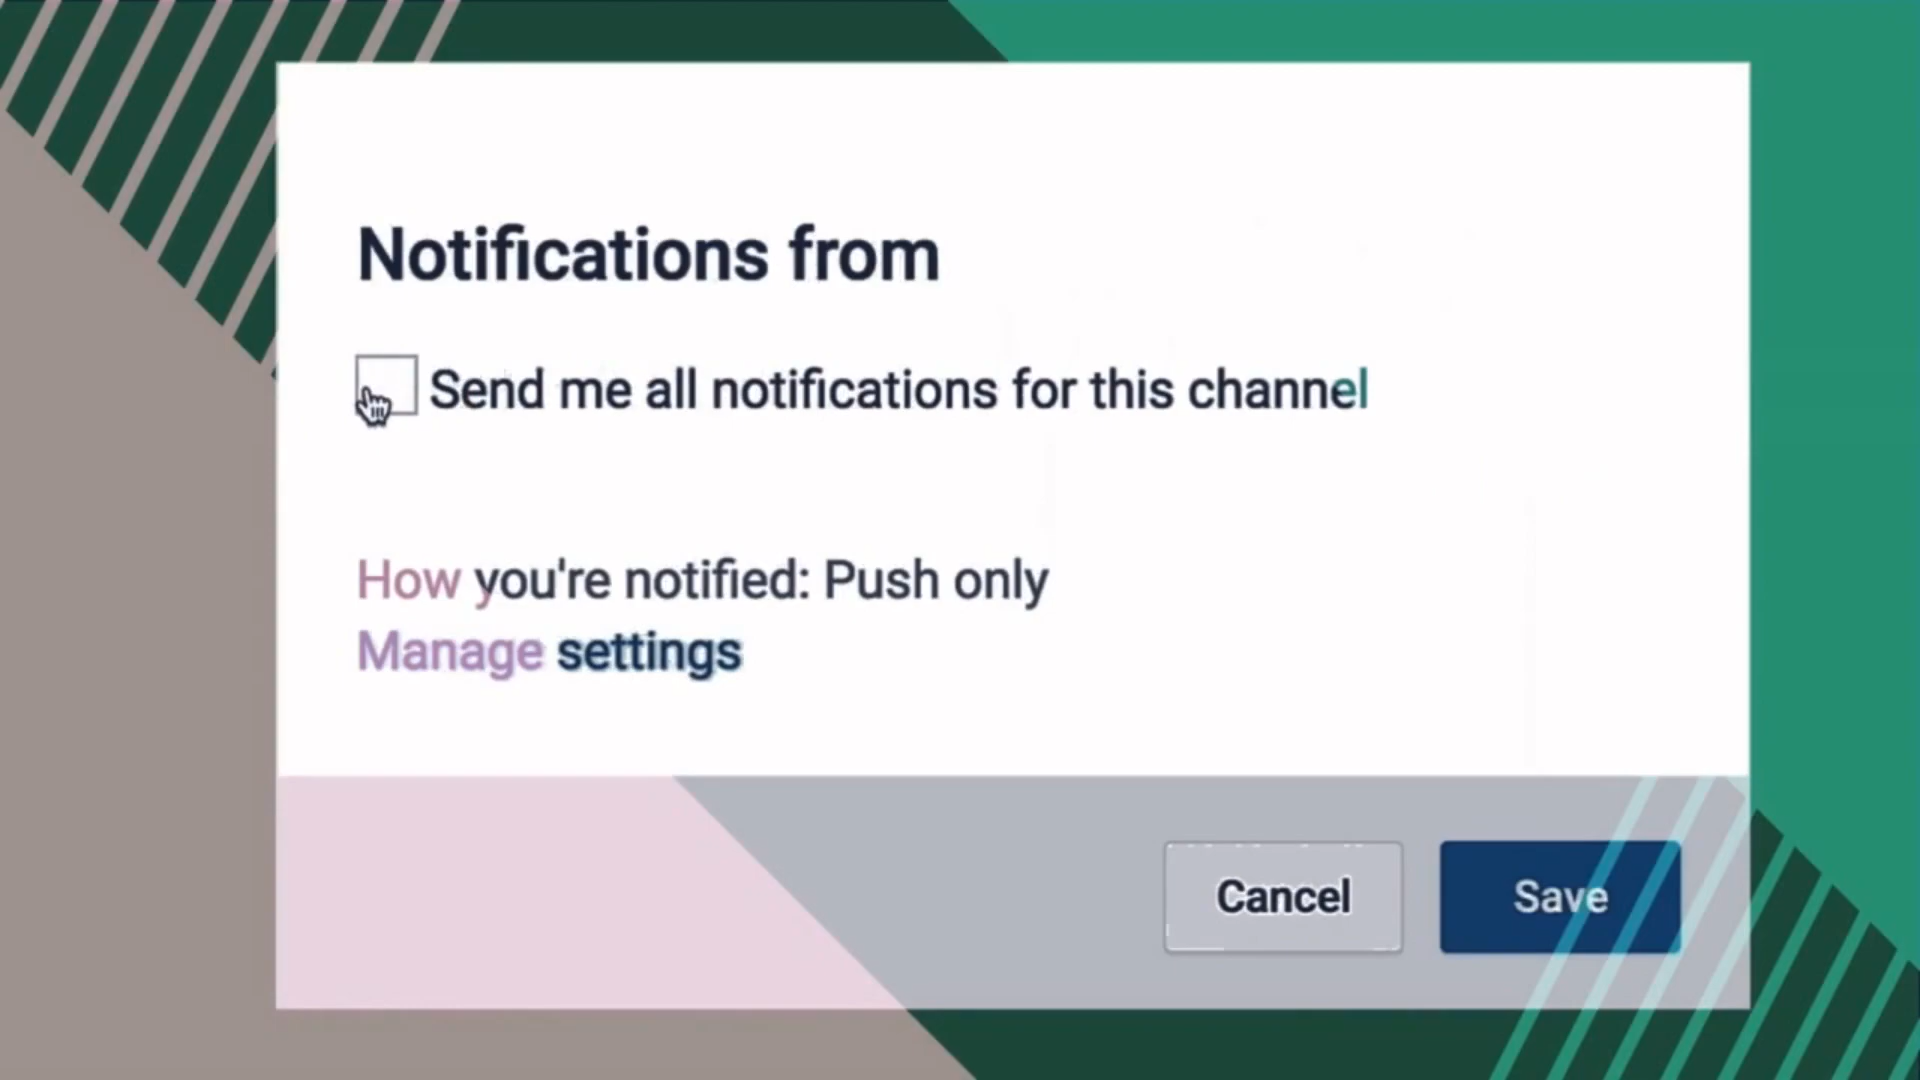 Notifications from
Send me all notifications for this channel
How you're notified: Push only
Manage settings
Cancel
Save